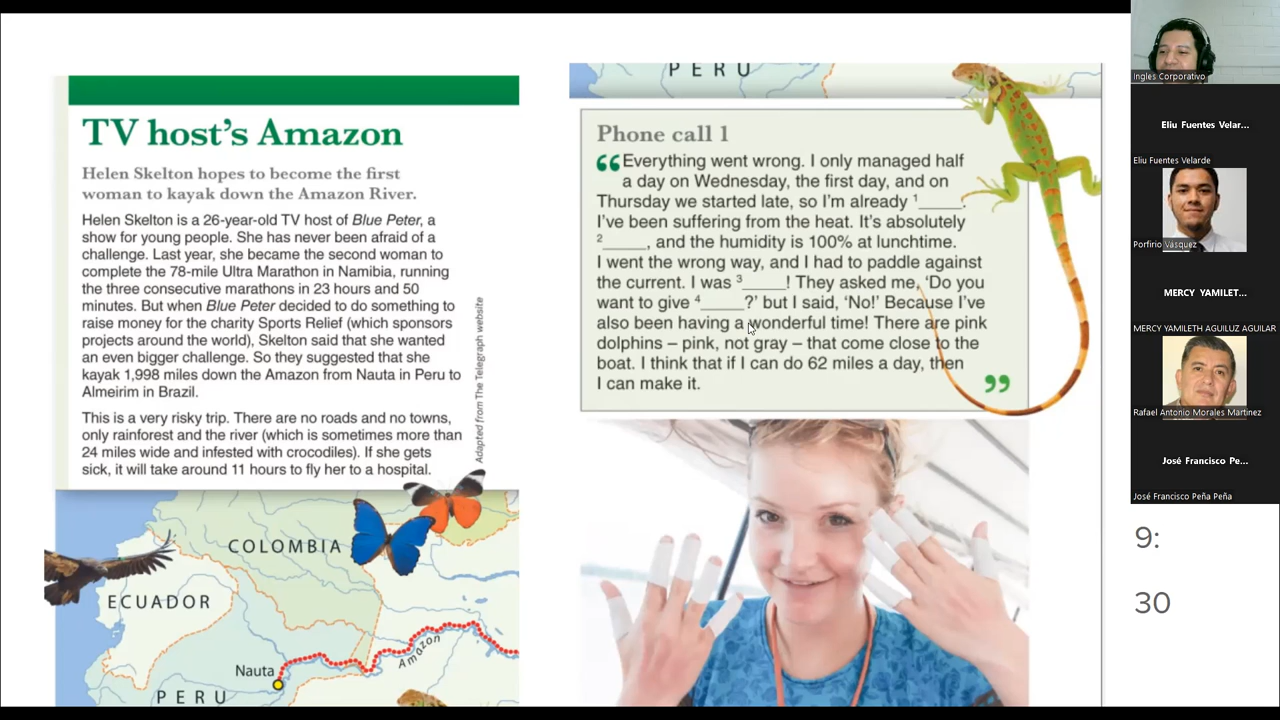 TV host's Amazon
Helen Skelton hopes to become the first
woman to kayak down the Amazon River.
Helen Skelton is a 26-year-old TV host of Blue Peter, a
show for young people. She has never been afraid of a
challenge. Last year, she became the second woman to
complete the 78-mile Ultra Marathon in Namibia, running
the three consecutive marathons in 23 hours and 50
minutes. But when Blue Peter decided to do something to
raise money for the charity Sports Relief (which sponsors
projects around the world), Skelton said that she wanted
an even bigger challenge. So they suggested that she
kayak 1,998 miles down the Amazon from Nauta in Peru to
Almeirim in Brazil.
This is a very risky trip. There are no roads and no towns,
only rainforest and the river (which is sometimes more than
24 miles wide and infested with crocodiles). If she gets
sick, it will take around 11 hours to fly her to a hospital.
Adapted from The Telegraph website
COLOMBIA
ECUADOR
Nauta
Amazon
PERU
PERU
Phone call 1
“Everything went wrong. I only managed half
a day on Wednesday, the first day, and on
Thursday we started late, so I'm already 1_____.
I've been suffering from the heat. It's absolutely
2_____, and the humidity is 100% at lunchtime.
I went the wrong way, and I had to paddle against
the current. I was 3_____! They asked me, 'Do you
want to give 4_____?' but I said, 'No!' Because I've
also been having a wonderful time! There are pink
dolphins – pink, not gray – that come close to the
boat. I think that if I can do 62 miles a day, then
I can make it.”
Ingles Corporativo
Eliu Fuentes Velar...
Eliu Fuentes Velarde
Porfirio Vásquez
MERCY YAMILET...
MERCY YAMILETH AGUILUZ AGUILAR
Rafael Antonio Morales Martinez
José Francisco Pe...
José Francisco Peña Peña
9:
30